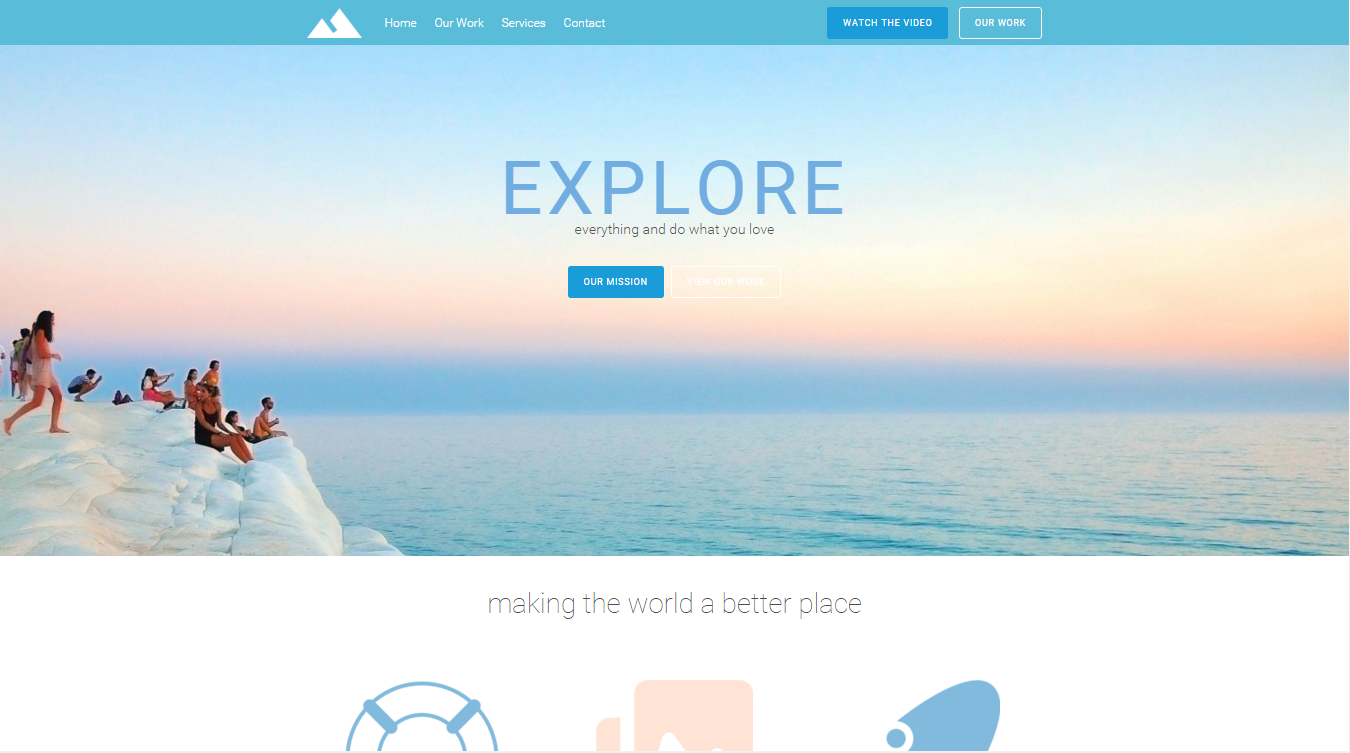 Home Our Work Services Contact WATCH THE VIDEO OUR WORK
EXPLORE
everything and do what you love
OUR MISSION VIEW OUR WORK
making the world a better place